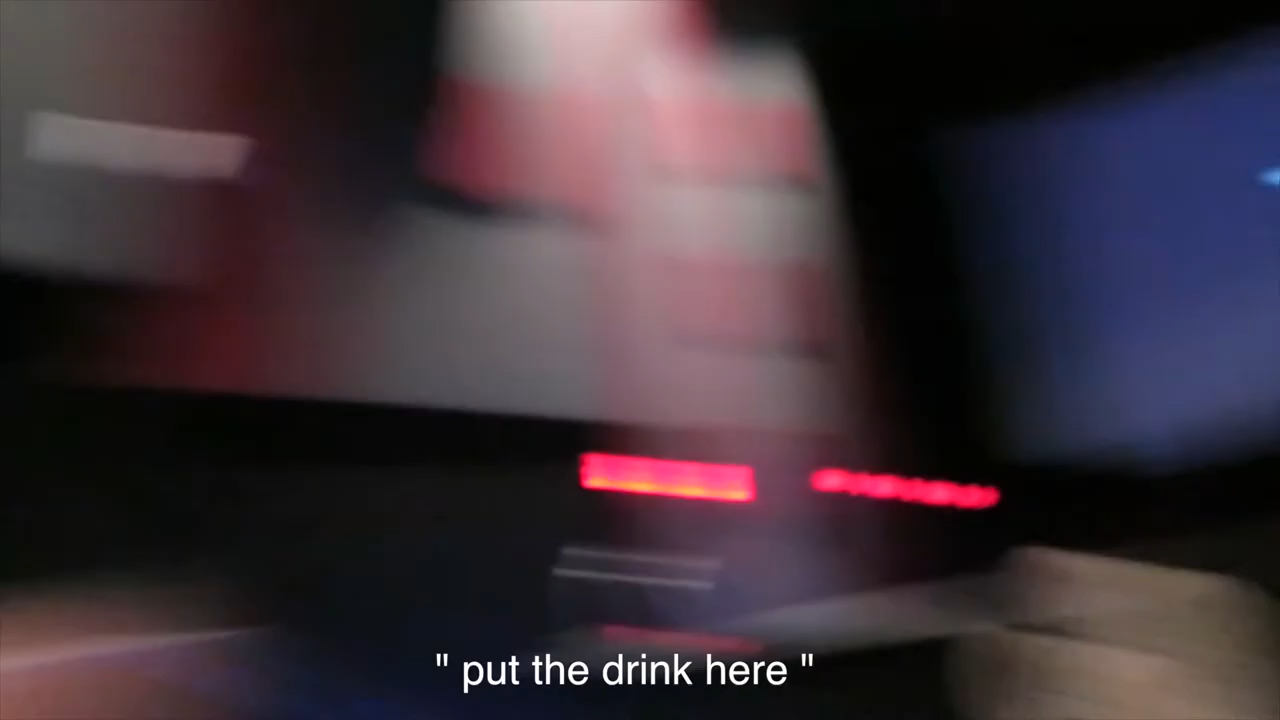 " put the drink here "